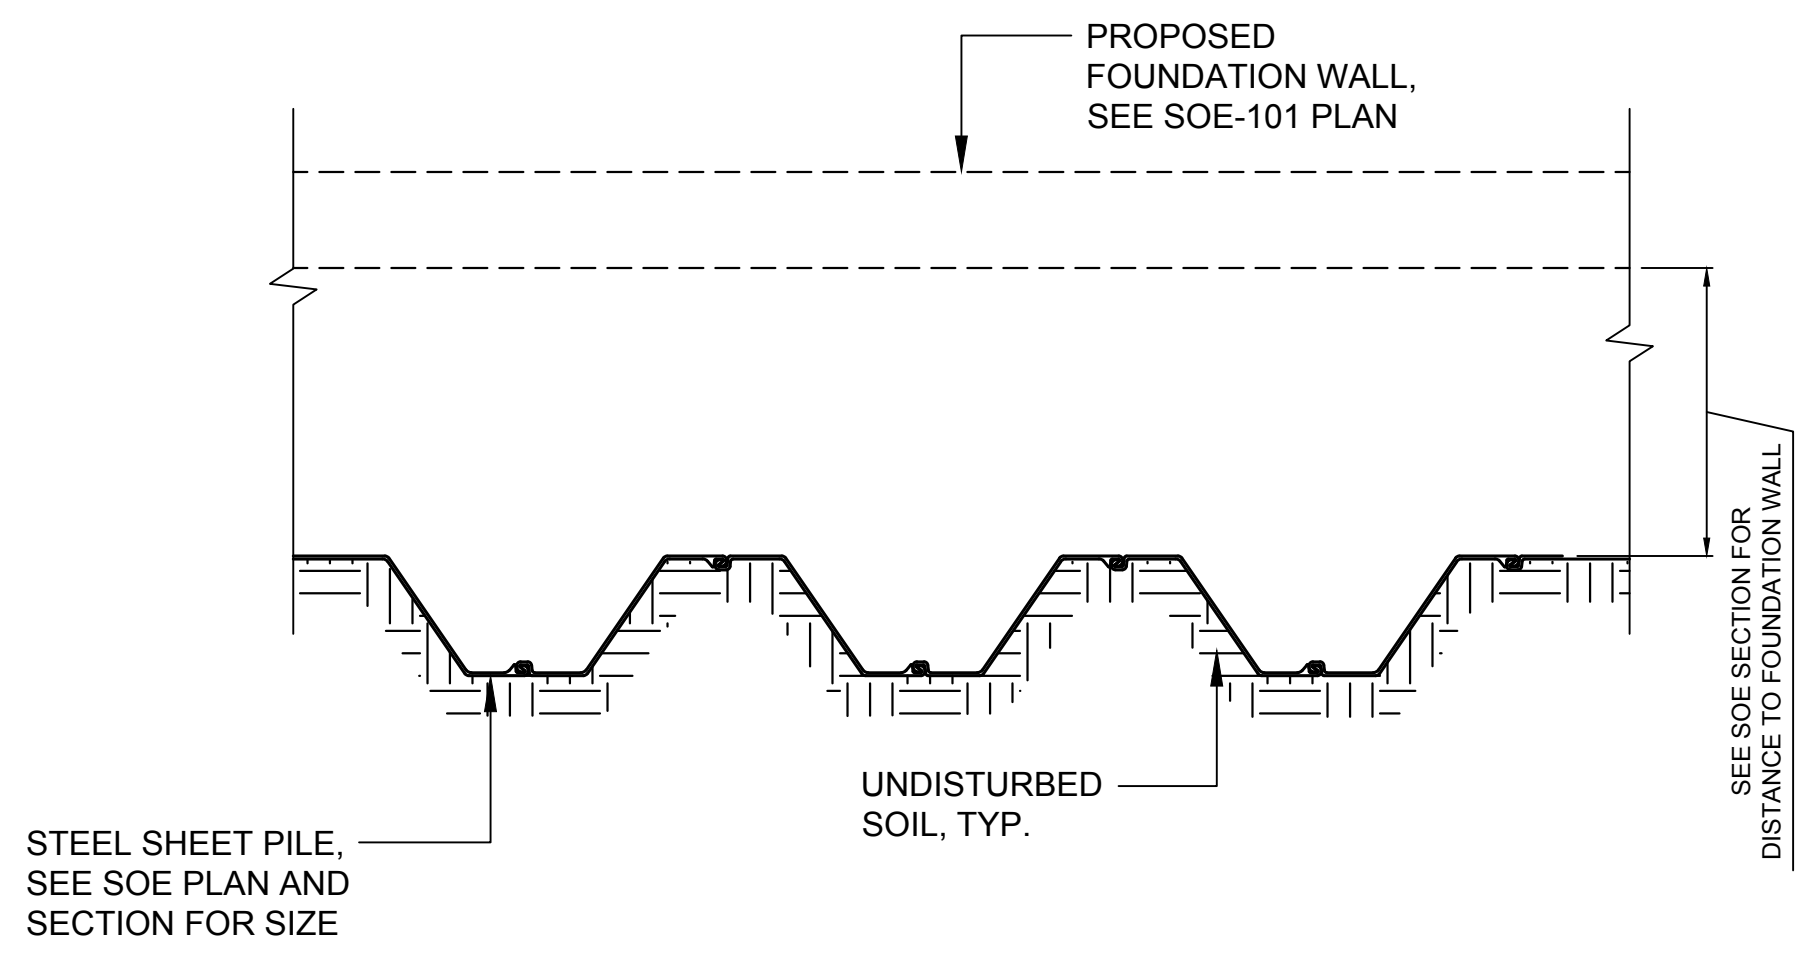 PROPOSED
FOUNDATION WALL,
SEE SOE-101 PLAN
SEE SOE SECTION FOR
DISTANCE TO FOUNDATION WALL
UNDISTURBED
SOIL, TYP.
STEEL SHEET PILE,
SEE SOE PLAN AND
SECTION FOR SIZE